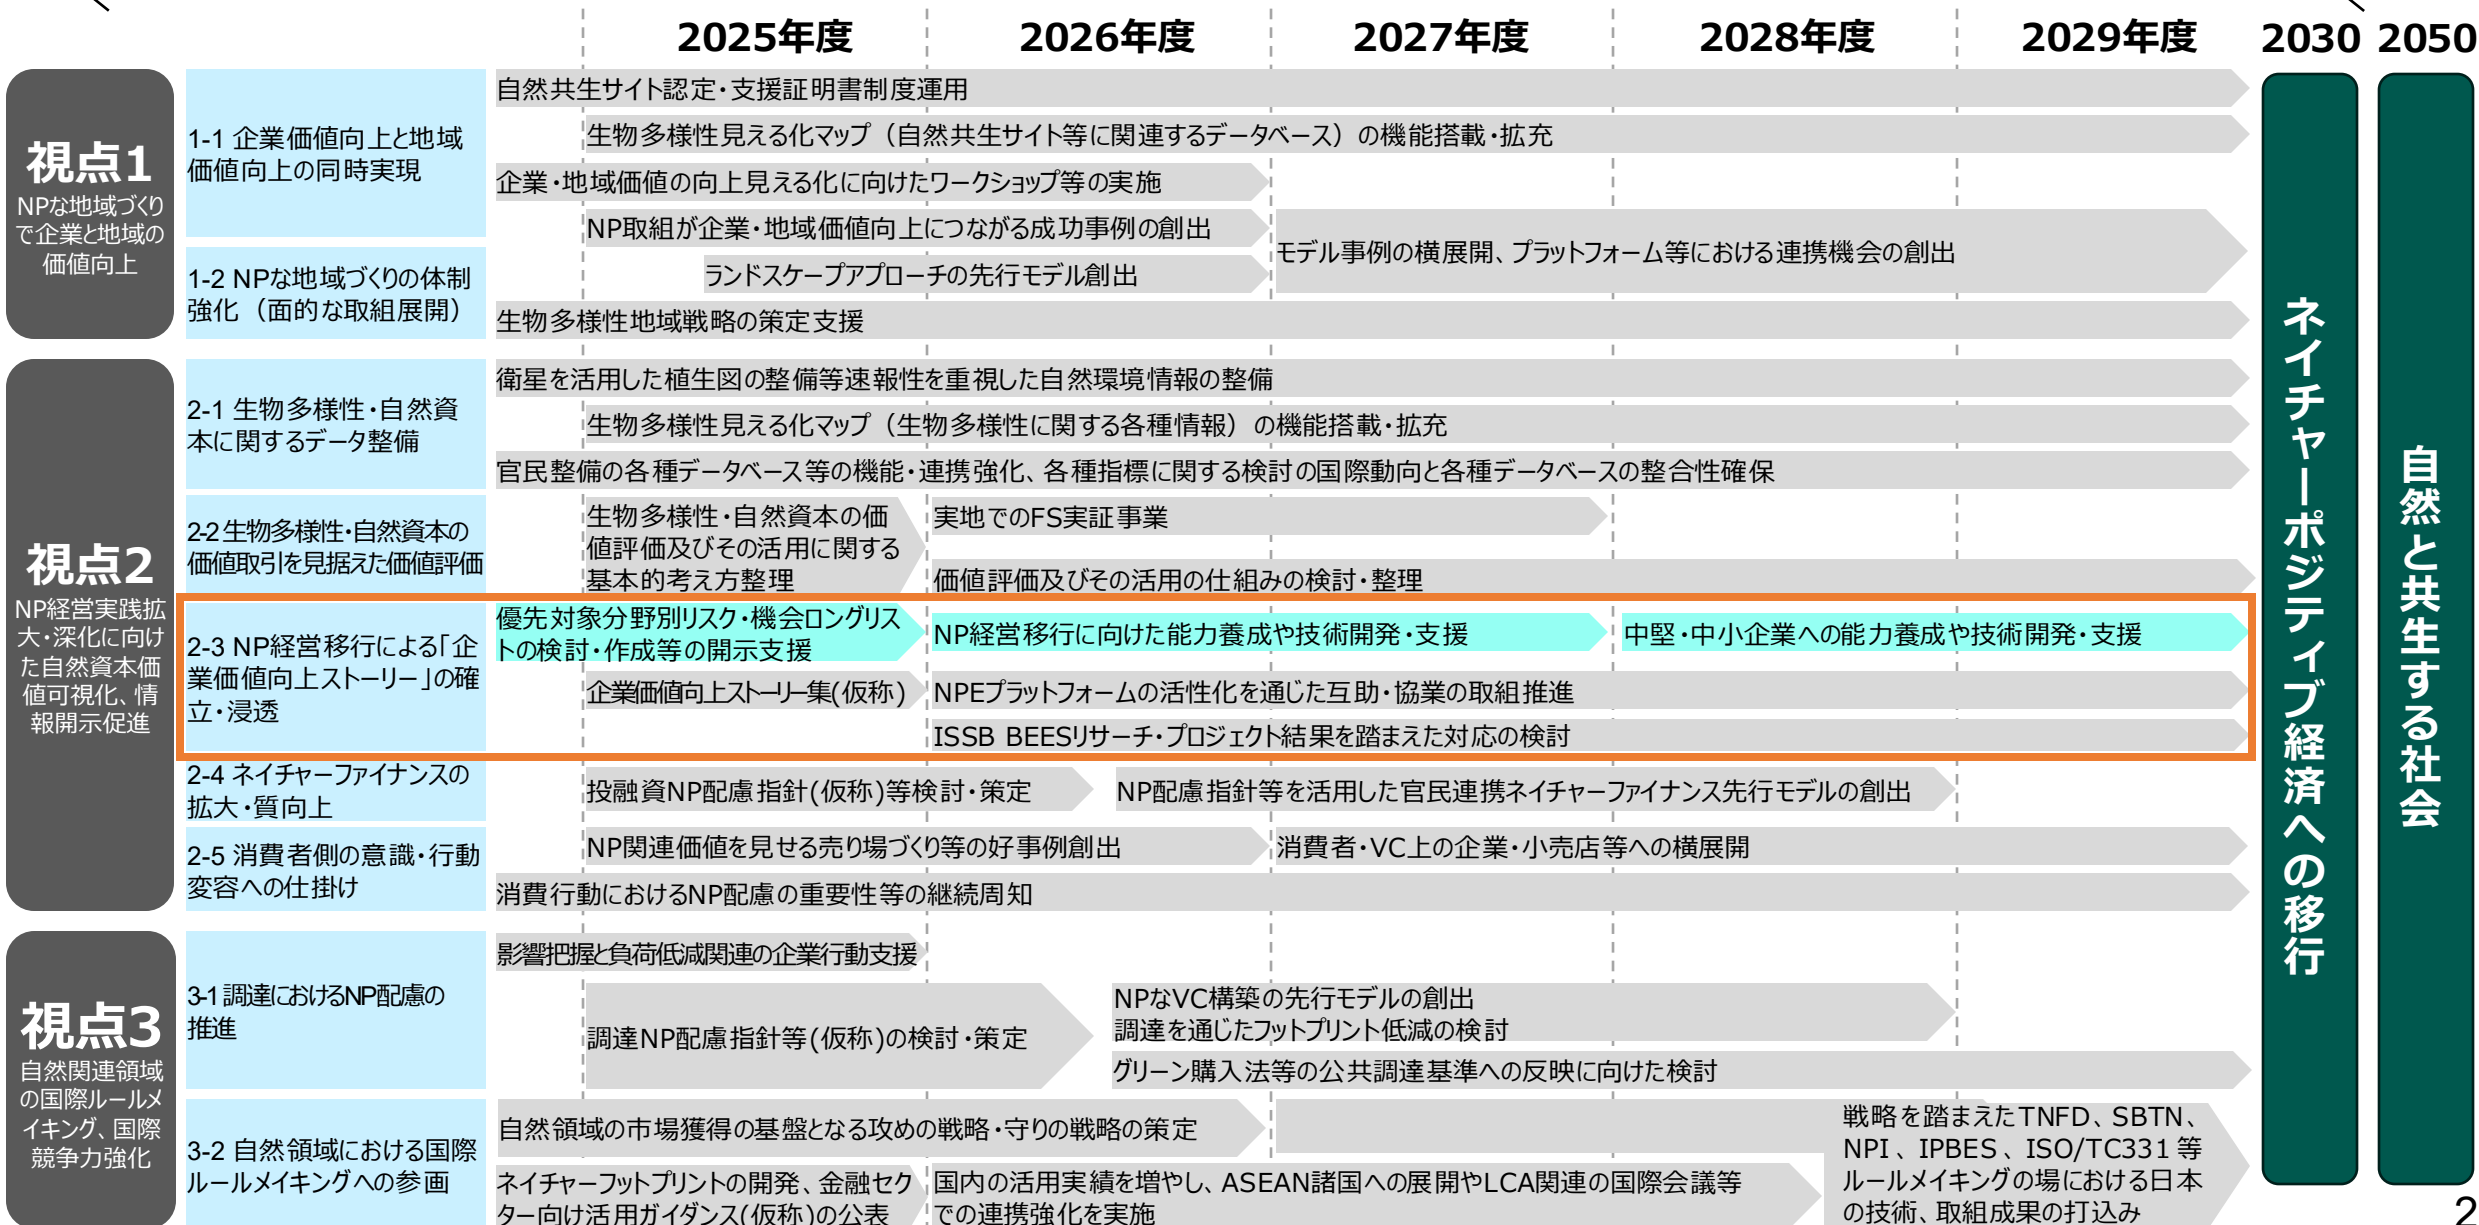 2025年度
2026年度
2027年度
2028年度
2029年度
2030
2050
視点1
NPな地域づくり
で企業と地域の
価値向上
1-1 企業価値向上と地域
価値向上の同時実現
自然共生サイト認定・支援証明書制度運用
生物多様性見える化マップ（自然共生サイト等に関連するデータベース）の機能搭載・拡充
企業・地域価値の向上見える化に向けたワークショップ等の実施
NP取組が企業・地域価値向上につながる成功事例の創出
モデル事例の横展開、プラットフォーム等における連携機会の創出
1-2 NPな地域づくりの体制
強化（面的な取組展開）
ランドスケープアプローチの先行モデル創出
生物多様性地域戦略の策定支援
視点2
NP経営実践拡
大・深化に向け
た自然資本価
値可視化、情
報開示促進
2-1 生物多様性・自然資
本に関するデータ整備
衛星を活用した植生図の整備等速報性を重視した自然環境情報の整備
生物多様性見える化マップ（生物多様性に関する各種情報）の機能搭載・拡充
官民整備の各種データベース等の機能・連携強化、各種指標に関する検討の国際動向と各種データベースの整合性確保
2-2 生物多様性・自然資本の
価値取引を見据えた価値評価
生物多様性・自然資本の価
値評価及びその活用に関する
基本的考え方整理
実地でのFS実証事業
価値評価及びその活用の仕組みの検討・整理
2-3 NP経営移行による「企
業価値向上ストーリー」の確
立・浸透
優先対象分野別リスク・機会ロングリス
トの検討・作成等の開示支援
NP経営移行に向けた能力養成や技術開発・支援
中堅・中小企業への能力養成や技術開発・支援
企業価値向上ストーリー集(仮称)
NPEプラットフォームの活性化を通じた互助・協業の取組推進
ISSB BEESリサーチ・プロジェクト結果を踏まえた対応の検討
2-4 ネイチャーファイナンスの
拡大・質向上
投融資NP配慮指針(仮称)等検討・策定
NP配慮指針等を活用した官民連携ネイチャーファイナンス先行モデルの創出
2-5 消費者側の意識・行動
変容への仕掛け
NP関連価値を見せる売り場づくり等の好事例創出
消費者・VC上の企業・小売店等への横展開
消費行動におけるNP配慮の重要性等の継続周知
視点3
自然関連領域
の国際ルールメ
イキング、国際
競争力強化
3-1 調達におけるNP配慮の
推進
影響把握と負荷低減関連の企業行動支援
調達NP配慮指針等(仮称)の検討・策定
NPなVC構築の先行モデルの創出
調達を通じたフットプリント低減の検討
グリーン購入法等の公共調達基準への反映に向けた検討
3-2 自然領域における国際
ルールメイキングへの参画
自然領域の市場獲得の基盤となる攻めの戦略・守りの戦略の策定
戦略を踏まえたTNFD、SBTN、
NPI、IPBES、ISO/TC331 等
ルールメイキングの場における日本
の技術、取組成果の打込み
ネイチャーフットプリントの開発、金融セク
ター向け活用ガイダンス(仮称)の公表
国内の活用実績を増やし、ASEAN諸国への展開やLCA関連の国際会議等
での連携強化を実施
ネイチャーポジティブ経済への移行
自然と共生する社会
2